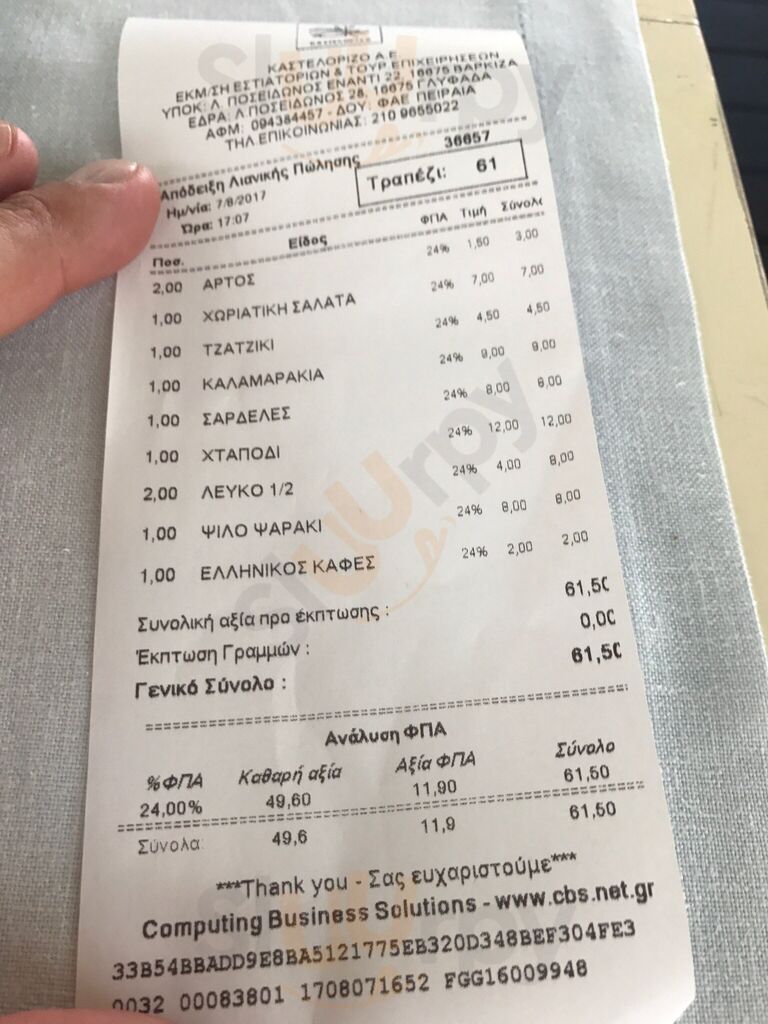 ΚΑΣΤΕΛΟΡΙΖΟ Α.Ε
ΕΚΜ/ΣΗ ΕΣΤΙΑΤΟΡΙΩΝ & ΤΟΥΡ.ΕΠΙΧΕΙΡΗΣΕΩΝ
ΥΠΟΚ: Λ. ΠΟΣΕΙΔΩΝΟΣ ΕΝΑΝΤΙ 22, 16675 ΒΑΡΚΙΖΑ
ΕΔΡΑ: Λ.ΠΟΣΕΙΔΩΝΟΣ 28, 16675 ΓΛΥΦΑΔΑ
ΑΦΜ: 094384457 - ΔΟΥ: ΦΑΕ ΠΕΙΡΑΙΑ
ΤΗΛ ΕΠΙΚΟΙΝΩΝΙΑΣ: 210 9655022
36657
Απόδειξη Λιανικής Πώλησης
Ημ/νία: 7/8/2017
Τραπέζι: 61
Ώρα: 17:07
Ποσ. Είδος ΦΠΑ Τιμή Σύνολ
2,00 ΑΡΤΟΣ 24% 1,50 3,00
1,00 ΧΩΡΙΑΤΙΚΗ ΣΑΛΑΤΑ 24% 7,00 7,00
1,00 ΤΖΑΤΖΙΚΙ 24% 4,50 4,50
1,00 ΚΑΛΑΜΑΡΑΚΙΑ 24% 9,00 9,00
1,00 ΣΑΡΔΕΛΕΣ 24% 8,00 8,00
1,00 ΧΤΑΠΟΔΙ 24% 12,00 12,00
2,00 ΛΕΥΚΟ 1/2 24% 4,00 8,00
1,00 ΨΙΛΟ ΨΑΡΑΚΙ 24% 8,00 8,00
1,00 ΕΛΛΗΝΙΚΟΣ ΚΑΦΕΣ 24% 2,00 2,00
Συνολική αξία προ έκπτωσης : 61,50
Έκπτωση Γραμμών : 0,00
Γενικό Σύνολο : 61,50
Ανάλυση ΦΠΑ
%ΦΠΑ Καθαρή αξία Αξία ΦΠΑ Σύνολο
24,00% 49,60 11,90 61,50
Σύνολα: 49,6 11,9 61,50
***Thank you - Σας ευχαριστούμε***
Computing Business Solutions - www.cbs.net.gr
33B54BBADD9E8BA5121775EB320D348BEF304FE3
0032 00083801 1708071652 FGG16009948
Sluurpy
Sluurpy
Sluurpy